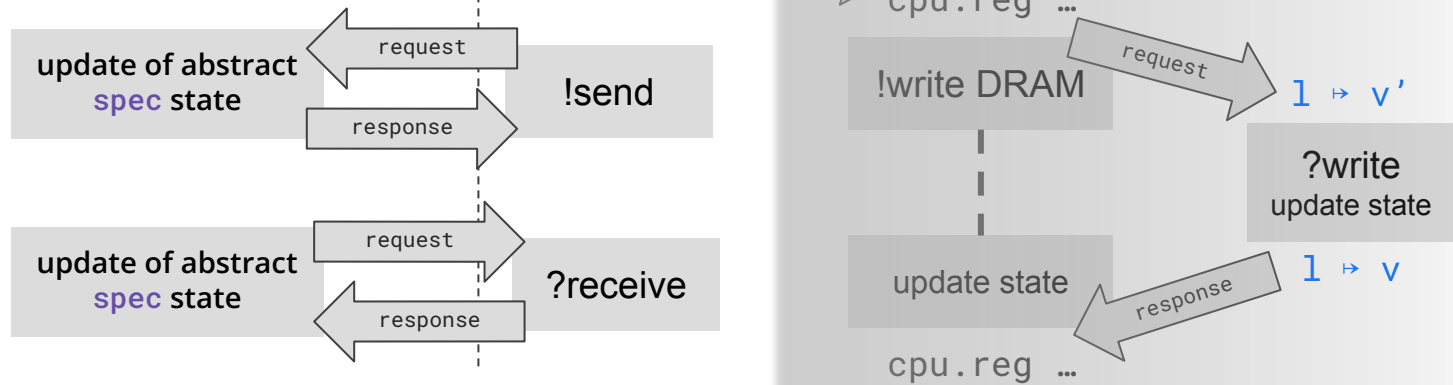 update of abstract
spec state
request
response
!send
update of abstract
spec state
request
response
?receive
cpu.reg …
!write DRAM
request
l ↦ v’
?write
update state
l ↦ v
update state
response
cpu.reg …